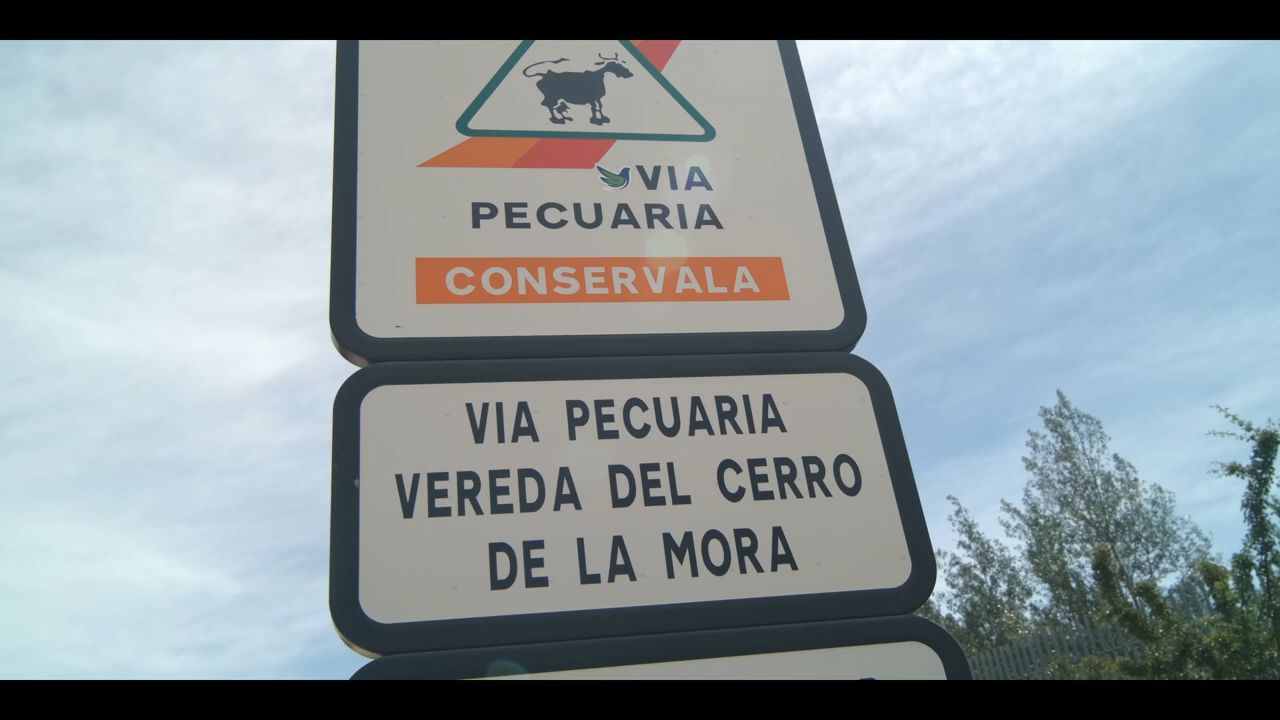 VIA
PECUARIA
CONSERVALA
VIA PECUARIA
VEREDA DEL CERRO
DE LA MORA